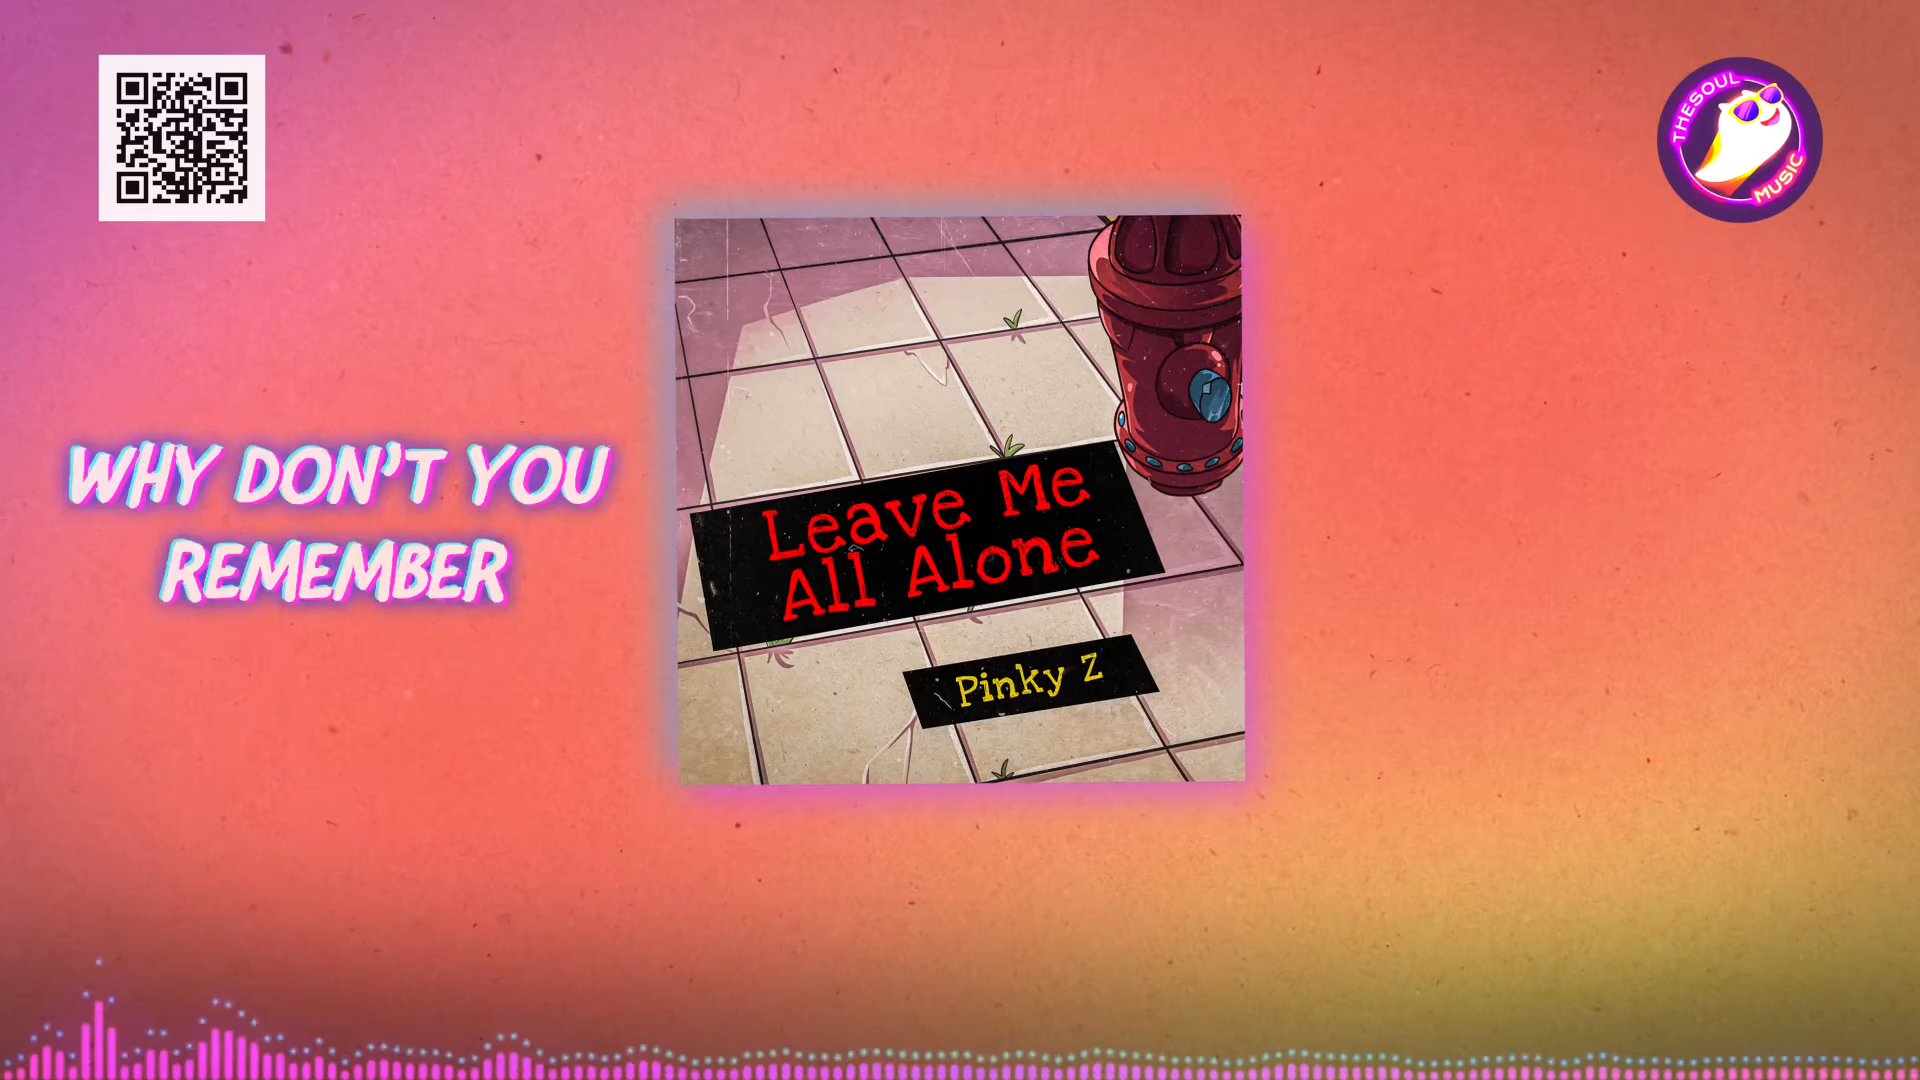 THESOUL
MUSIC
WHY DON'T YOU
REMEMBER
Leave Me
All Alone
Pinky Z